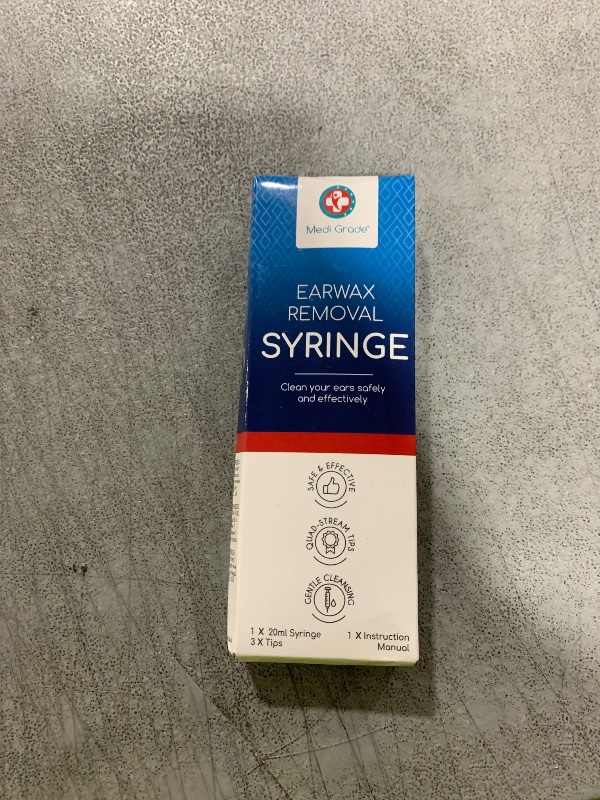 Medi Grade®
EARWAX
REMOVAL
SYRINGE
Clean your ears safely
and effectively
SAFE & EFFECTIVE
QUAD-STREAM TIPS
GENTLE CLEANSING
1 X 20ml Syringe
3 X Tips
1 X Instruction
Manual